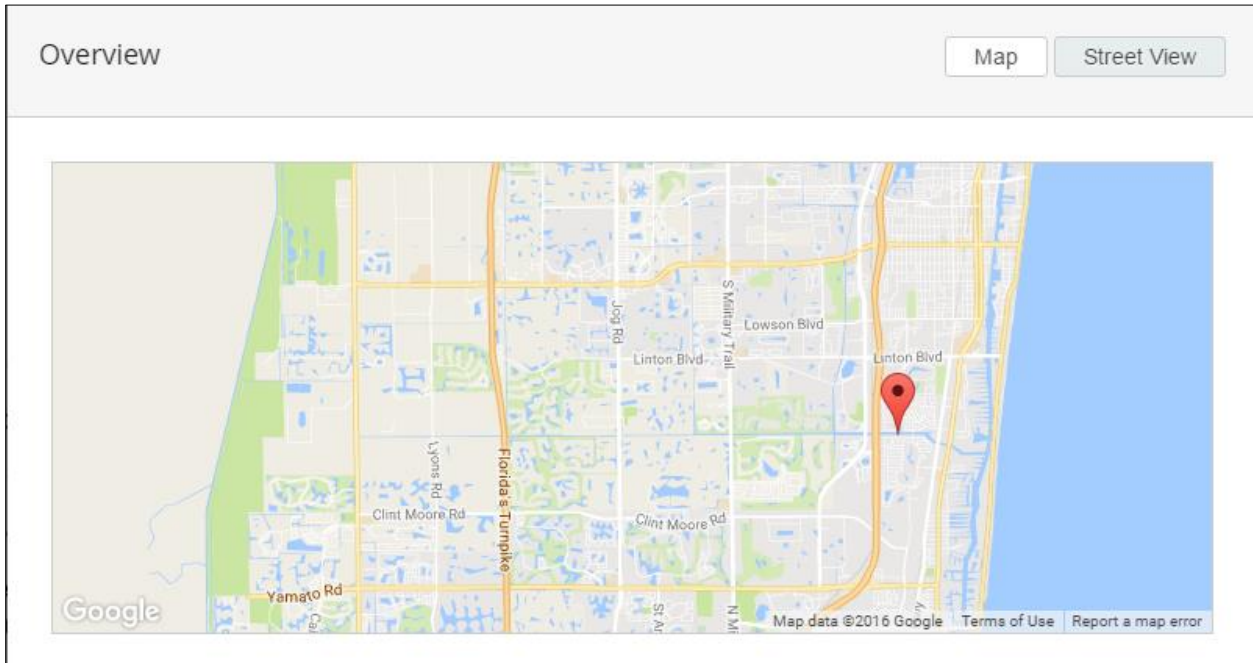 Overview
Map
Street View
S Military Trail
Jog Rd
Lowson Blvd
Linton Blvd
Linton Blvd
Lyons Rd
Florida's Turnpike
Clint Moore Rd
Clint Moore Rd
Yamato Rd
Google
Map data ©2016 Google
Terms of Use
Report a map error